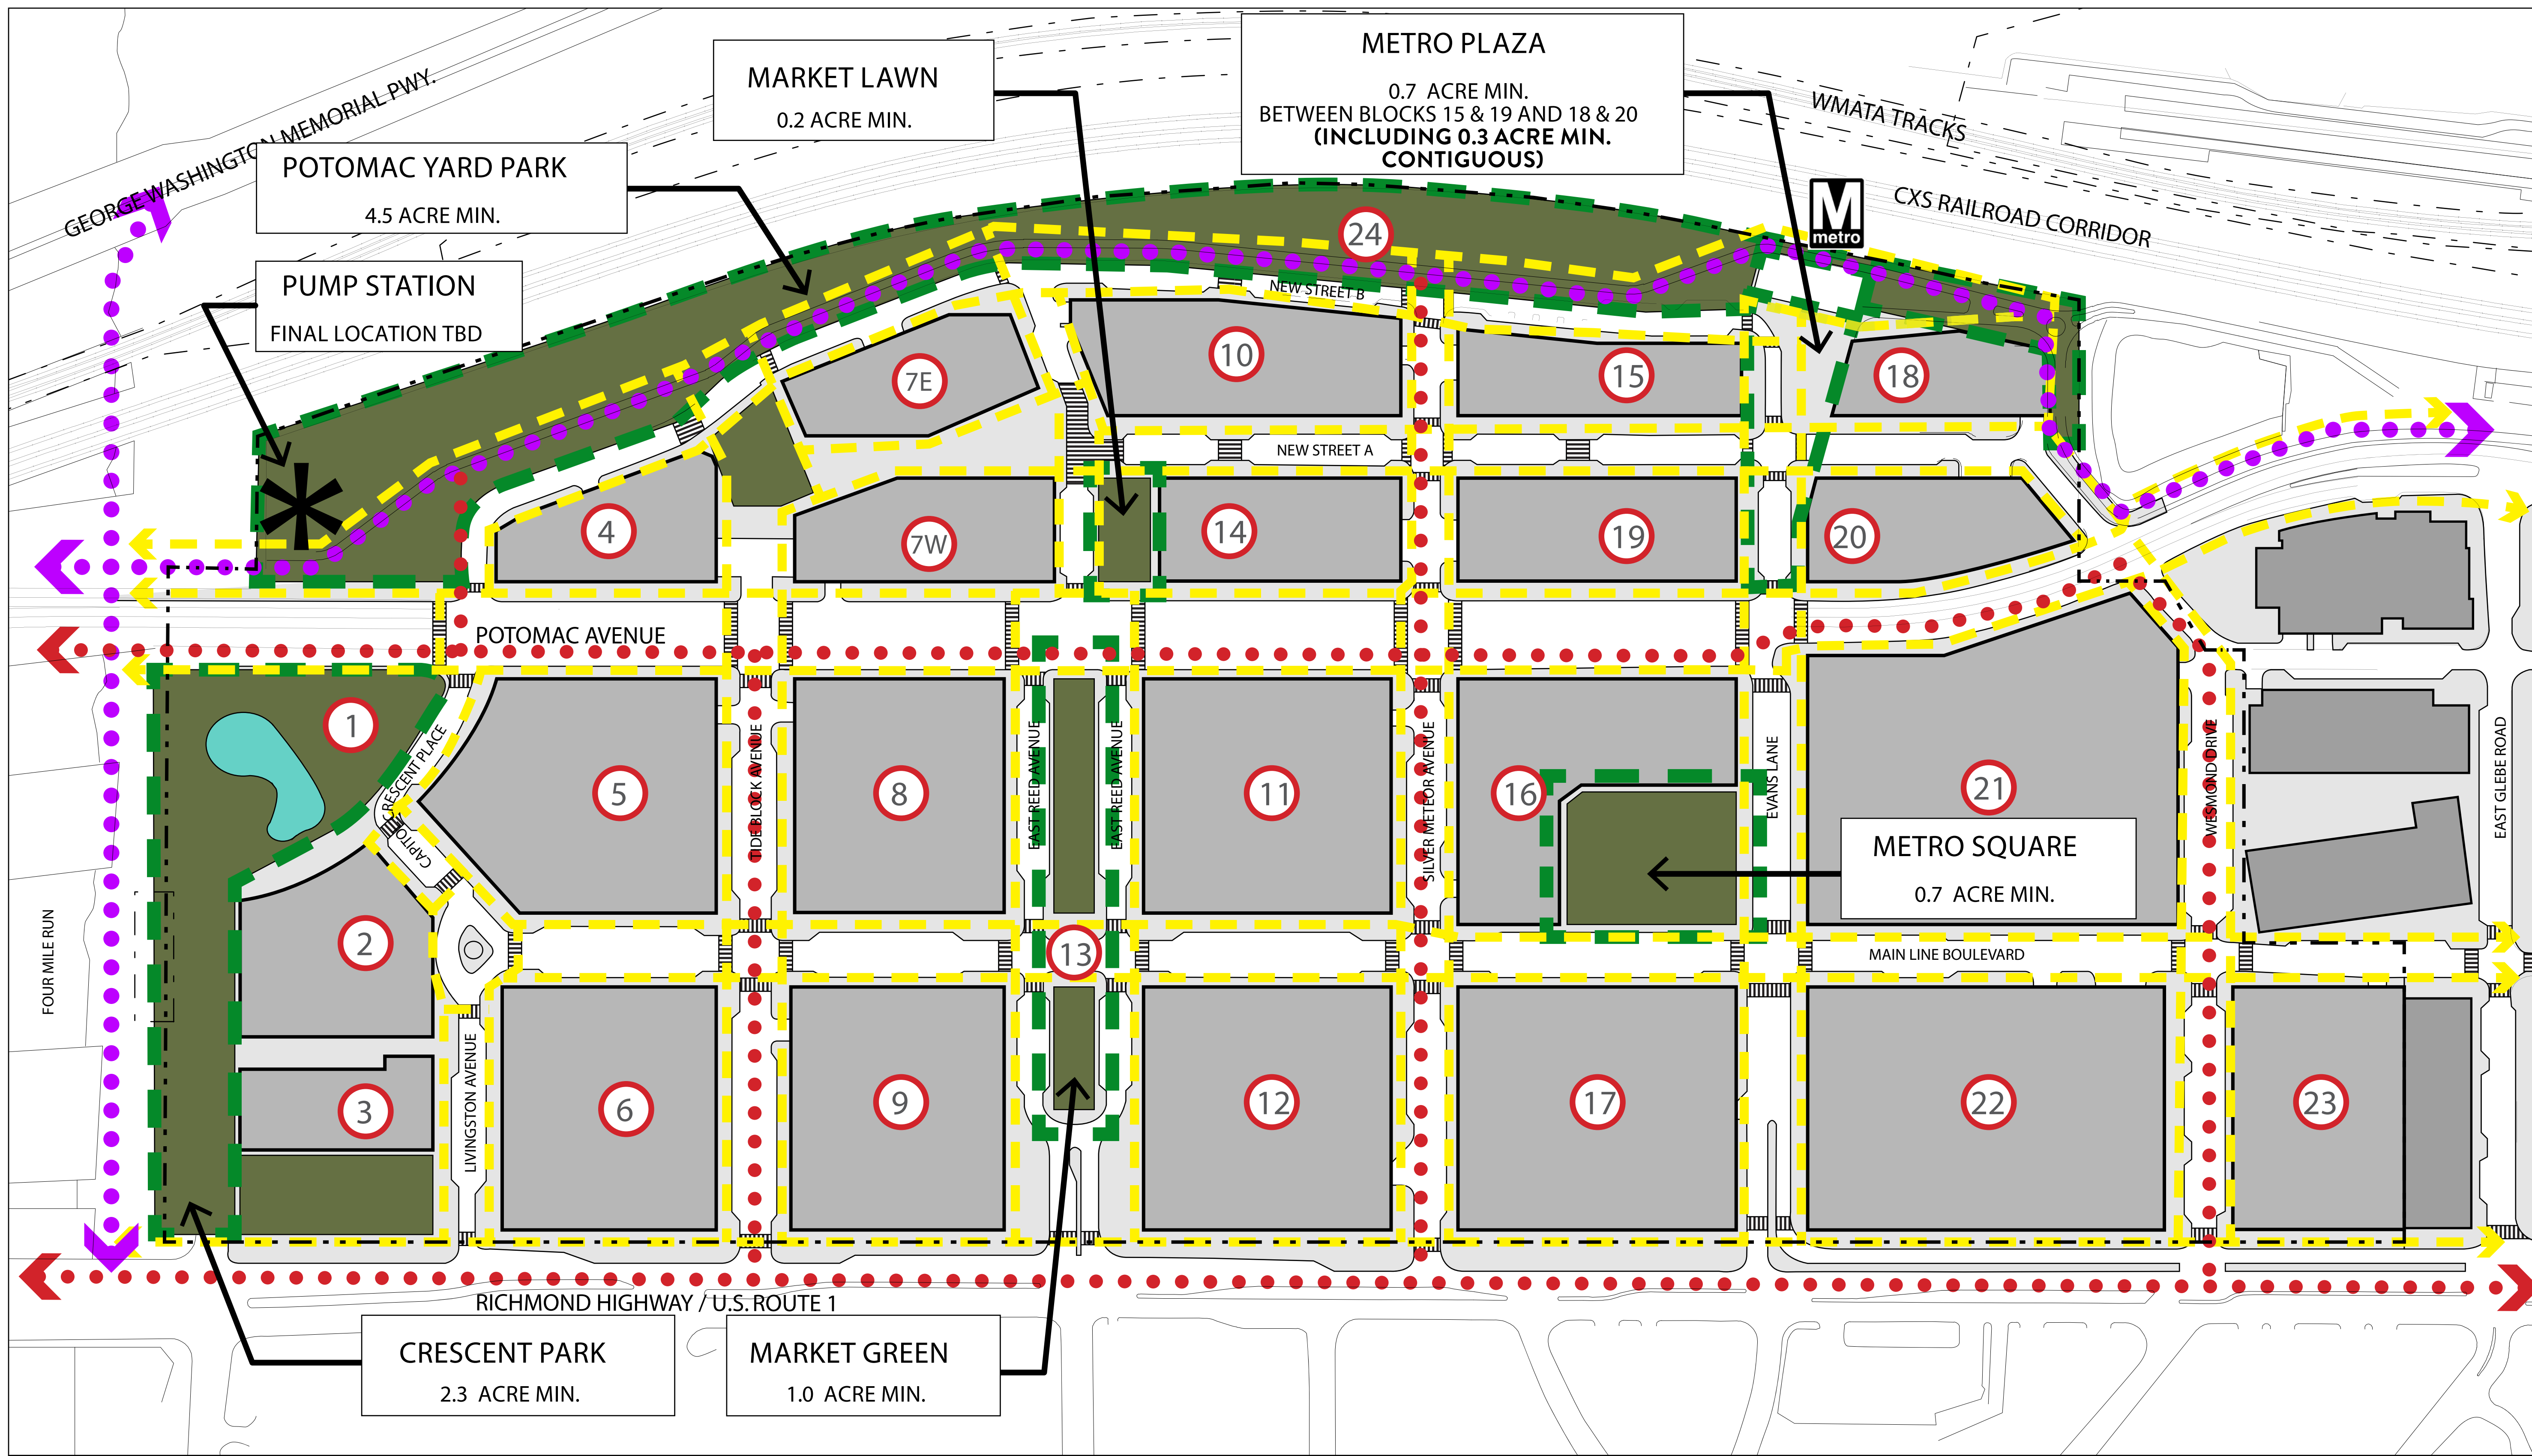 METRO PLAZA
0.7 ACRE MIN.
BETWEEN BLOCKS 15 & 19 AND 18 & 20
(INCLUDING 0.3 ACRE MIN.
CONTIGUOUS)
MARKET LAWN
0.2 ACRE MIN.
GEORGE WASHINGTON MEMORIAL PWY.
WMATA TRACKS
POTOMAC YARD PARK
4.5 ACRE MIN.
M
metro
CXS RAILROAD CORRIDOR
24
PUMP STATION
FINAL LOCATION TBD
NEW STREET B
7E
10
15
18
NEW STREET A
4
7W
14
19
20
POTOMAC AVENUE
1
CAPITOL CRESCENT PLACE
5
TIDE BLOCK AVENUE
8
EAST REED AVENUE
EAST REED AVENUE
11
SILVER METEOR AVENUE
16
EVANS LANE
21
WESMOND DRIVE
EAST GLEBE ROAD
METRO SQUARE
0.7 ACRE MIN.
FOUR MILE RUN
2
13
MAIN LINE BOULEVARD
3
LIVINGSTON AVENUE
6
9
12
17
22
23
RICHMOND HIGHWAY / U.S. ROUTE 1
CRESCENT PARK
2.3 ACRE MIN.
MARKET GREEN
1.0 ACRE MIN.